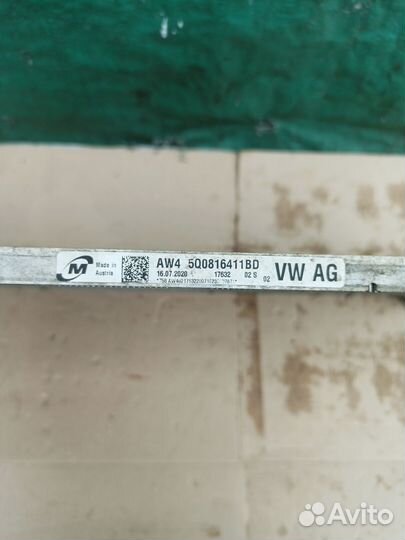 M
Made in
Austria
AW4 5Q0816411BD
16.07.2020 17632 02 S 02
VW AG
Avito